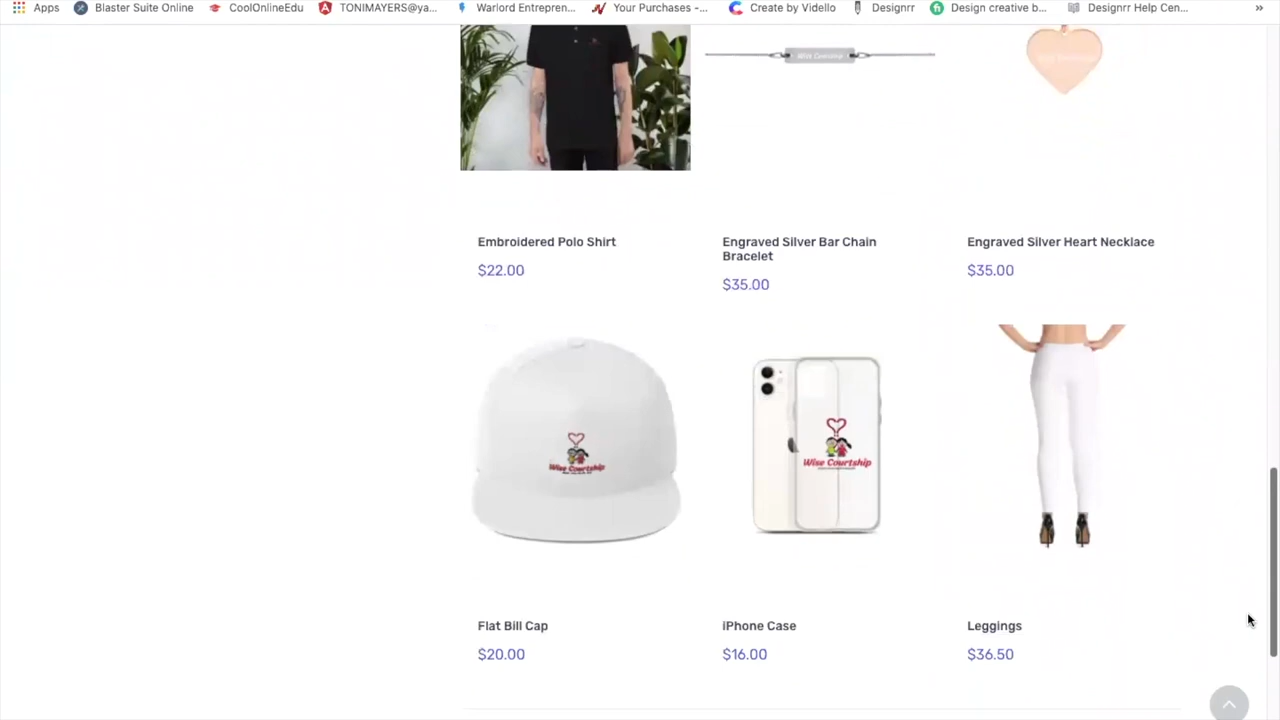 Apps Blaster Suite Online CoolOnlineEdu TONIMAYERS@ya... Warlord Entrepren... Your Purchases -... Create by Vidello Designrr Design creative b... Designrr Help Cen... »
Wise Courtship
Embroidered Polo Shirt
$22.00
Engraved Silver Bar Chain
Bracelet
$35.00
Engraved Silver Heart Necklace
$35.00
Wise Courtship
Wise Courtship
Flat Bill Cap
$20.00
iPhone Case
$16.00
Leggings
$36.50